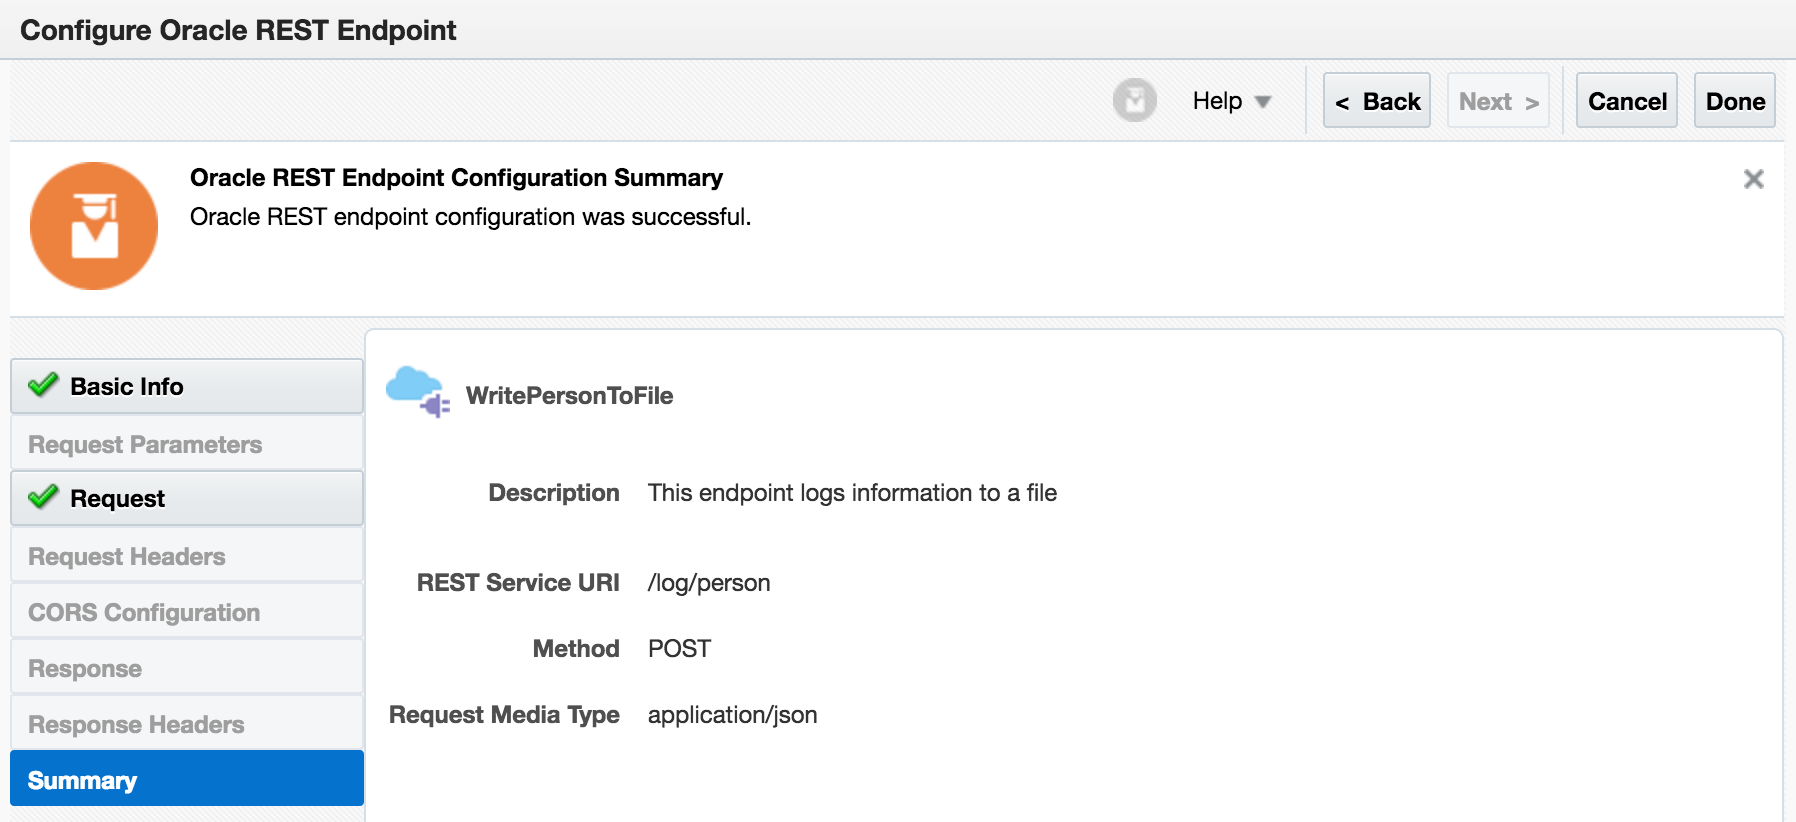 Configure Oracle REST Endpoint
Help
< Back
Next >
Cancel
Done
Oracle REST Endpoint Configuration Summary
Oracle REST endpoint configuration was successful.
Basic Info
Request Parameters
Request
Request Headers
CORS Configuration
Response
Response Headers
Summary
WritePersonToFile
Description This endpoint logs information to a file
REST Service URI /log/person
Method POST
Request Media Type application/json